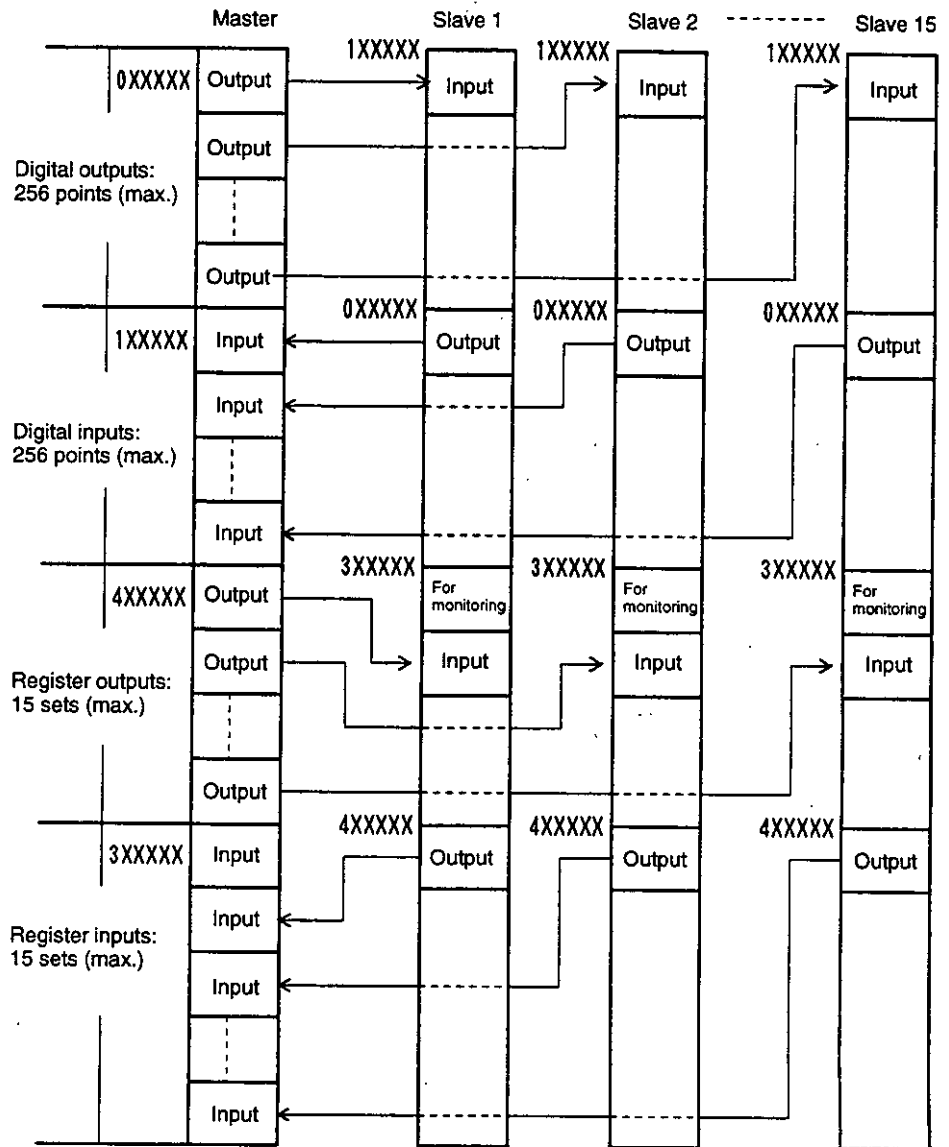 Master Slave 1 Slave 2 Slave 15
1XXXXX 1XXXXX 1XXXXX
0XXXXX Output Input Input Input
Output
Digital outputs:
256 points (max.)
Output
0XXXXX 0XXXXX 0XXXXX
1XXXXX Input Output Output Output
Input
Digital inputs:
256 points (max.)
Input
3XXXXX 3XXXXX 3XXXXX
4XXXXX Output For monitoring For monitoring For monitoring
Output Input Input Input
Register outputs:
15 sets (max.)
Output
4XXXXX 4XXXXX 4XXXXX
3XXXXX Input Output Output Output
Input
Register inputs:
15 sets (max.)
Input
Input